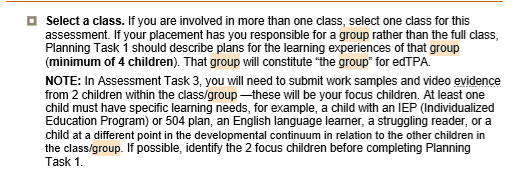 Select a class. If you are involved in more than one class, select one class for this
assessment. If your placement has you responsible for a group rather than the full class,
Planning Task 1 should describe plans for the learning experiences of that group
(minimum of 4 children). That group will constitute “the group” for edTPA.
NOTE: In Assessment Task 3, you will need to submit work samples and video evidence
from 2 children within the class/group —these will be your focus children. At least one
child must have specific learning needs, for example, a child with an IEP (Individualized
Education Program) or 504 plan, an English language learner, a struggling reader, or a
child at a different point in the developmental continuum in relation to the other children in
the class/group. If possible, identify the 2 focus children before completing Planning
Task 1.